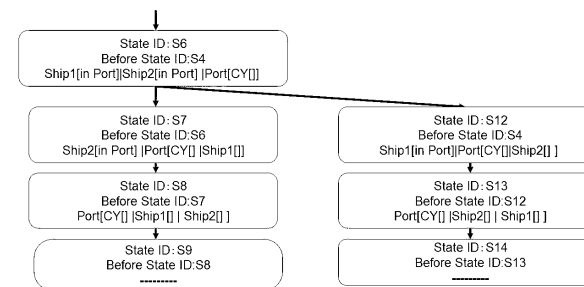 State ID:S6
Before State ID:S4
Ship1[in Port]|Ship2[in Port] |Port[CY[]]
State ID:S7
Before State ID:S6
Ship2[in Port] |Port[CY[] |Ship1[]]
State ID:S12
Before State ID:S4
Ship1[in Port]|Port[CY[]|Ship2[] ]
State ID:S8
Before State ID:S7
Port[CY[] |Ship1[] | Ship2[] ]
State ID:S13
Before State ID:S12
Port[CY[] |Ship2[] | Ship1[] ]
State ID:S9
Before State ID:S8
---------
State ID:S14
Before State ID:S13
---------